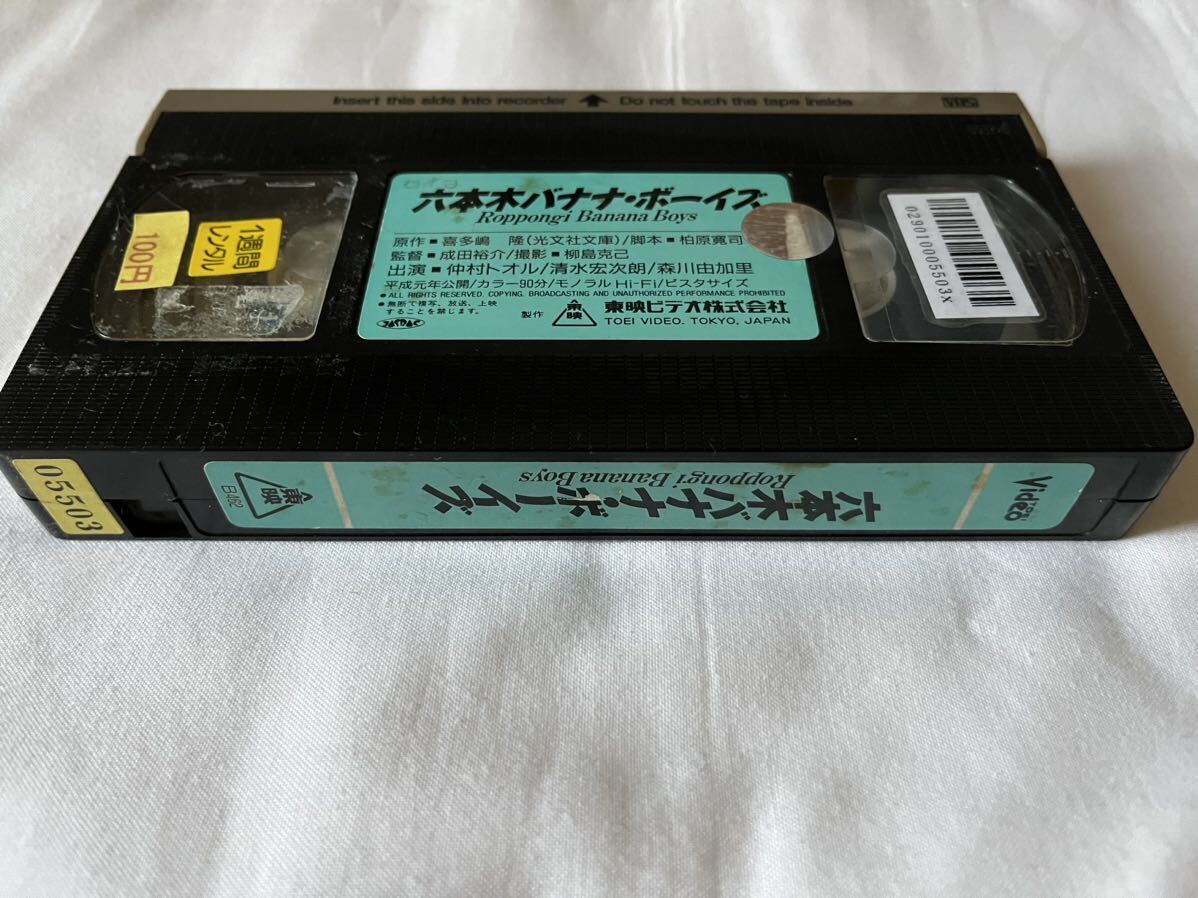 Insert this side into recorder Do not touch the tape inside VHS
六本木バナナ・ボーイズ
Roppongi Banana Boys
原作■喜多嶋 隆(光文社文庫)/脚本■柏原寛司
監督■成田裕介/撮影■柳島克己
出演■仲村トオル/清水宏次朗/森川由加里
平成元年公開/カラー90分/モノラルHi-Fi/ビスタサイズ
●ALL RIGHTS RESERVED. COPYING, BROADCASTING AND UNAUTHORIZED PERFORMANCE PROHIBITED
●無断で複写、放送、上映
することを禁じます。
JASRAC
製作 東映 東映ビデオ株式会社
TOEI VIDEO. TOKYO, JAPAN
100円
1週間
レンタル
029010005503x
05503
東映
B462
六本木バナナ・ボーイズ
Roppongi Banana Boys
TOEI
Video